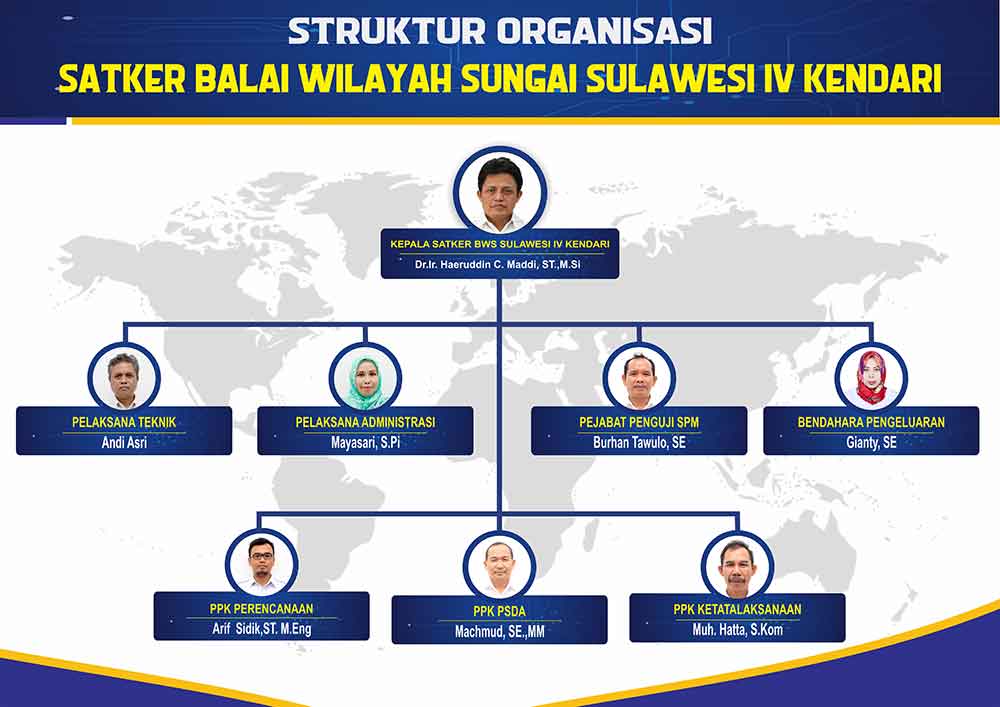 STRUKTUR ORGANISASI
SATKER BALAI WILAYAH SUNGAI SULAWESI IV KENDARI
KEPALA SATKER BWS SULAWESI IV KENDARI
Dr.Ir. Haeruddin C. Maddi, ST.,M.Si
PELAKSANA TEKNIK
Andi Asri
PELAKSANA ADMINISTRASI
Mayasari, S.Pi
PEJABAT PENGUJI SPM
Burhan Tawulo, SE
BENDAHARA PENGELUARAN
Gianty, SE
PPK PERENCANAAN
Arif Sidik,ST. M.Eng
PPK PSDA
Machmud, SE.,MM
PPK KETATALAKSANAAN
Muh. Hatta, S.Kom